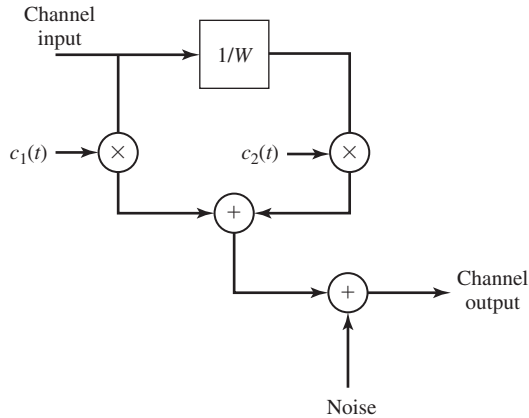 Channel
input
1/W
c₁(t)
×
c₂(t)
×
+
+
Channel
output
Noise